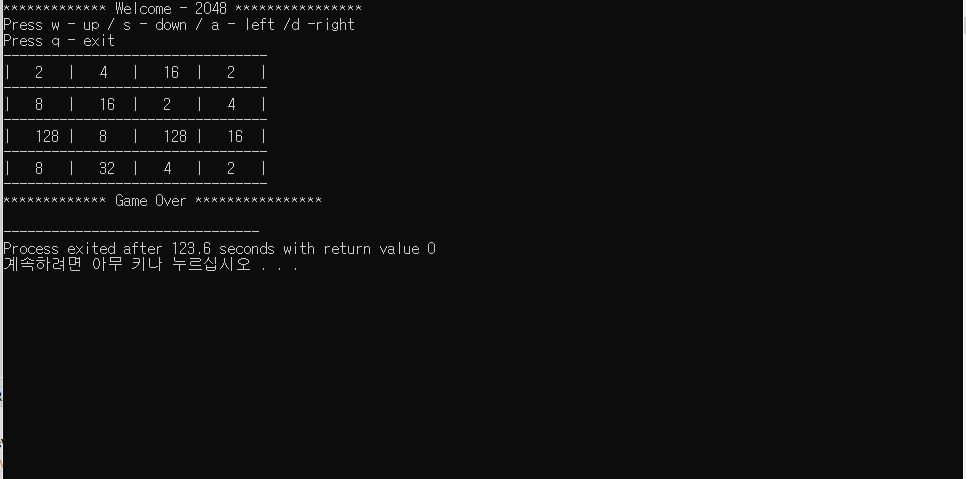 ************* Welcome - 2048 ****************
Press w - up / s - down / a - left /d -right
Press q - exit
---------------------------------
|   2   |   4   |   16  |   2   |
---------------------------------
|   8   |   16  |   2   |   4   |
---------------------------------
|   128 |   8   |   128 |   16  |
---------------------------------
|   8   |   32  |   4   |   2   |
---------------------------------
************* Game Over ****************
--------------------------------
Process exited after 123.6 seconds with return value 0
계속하려면 아무 키나 누르십시오 . . .